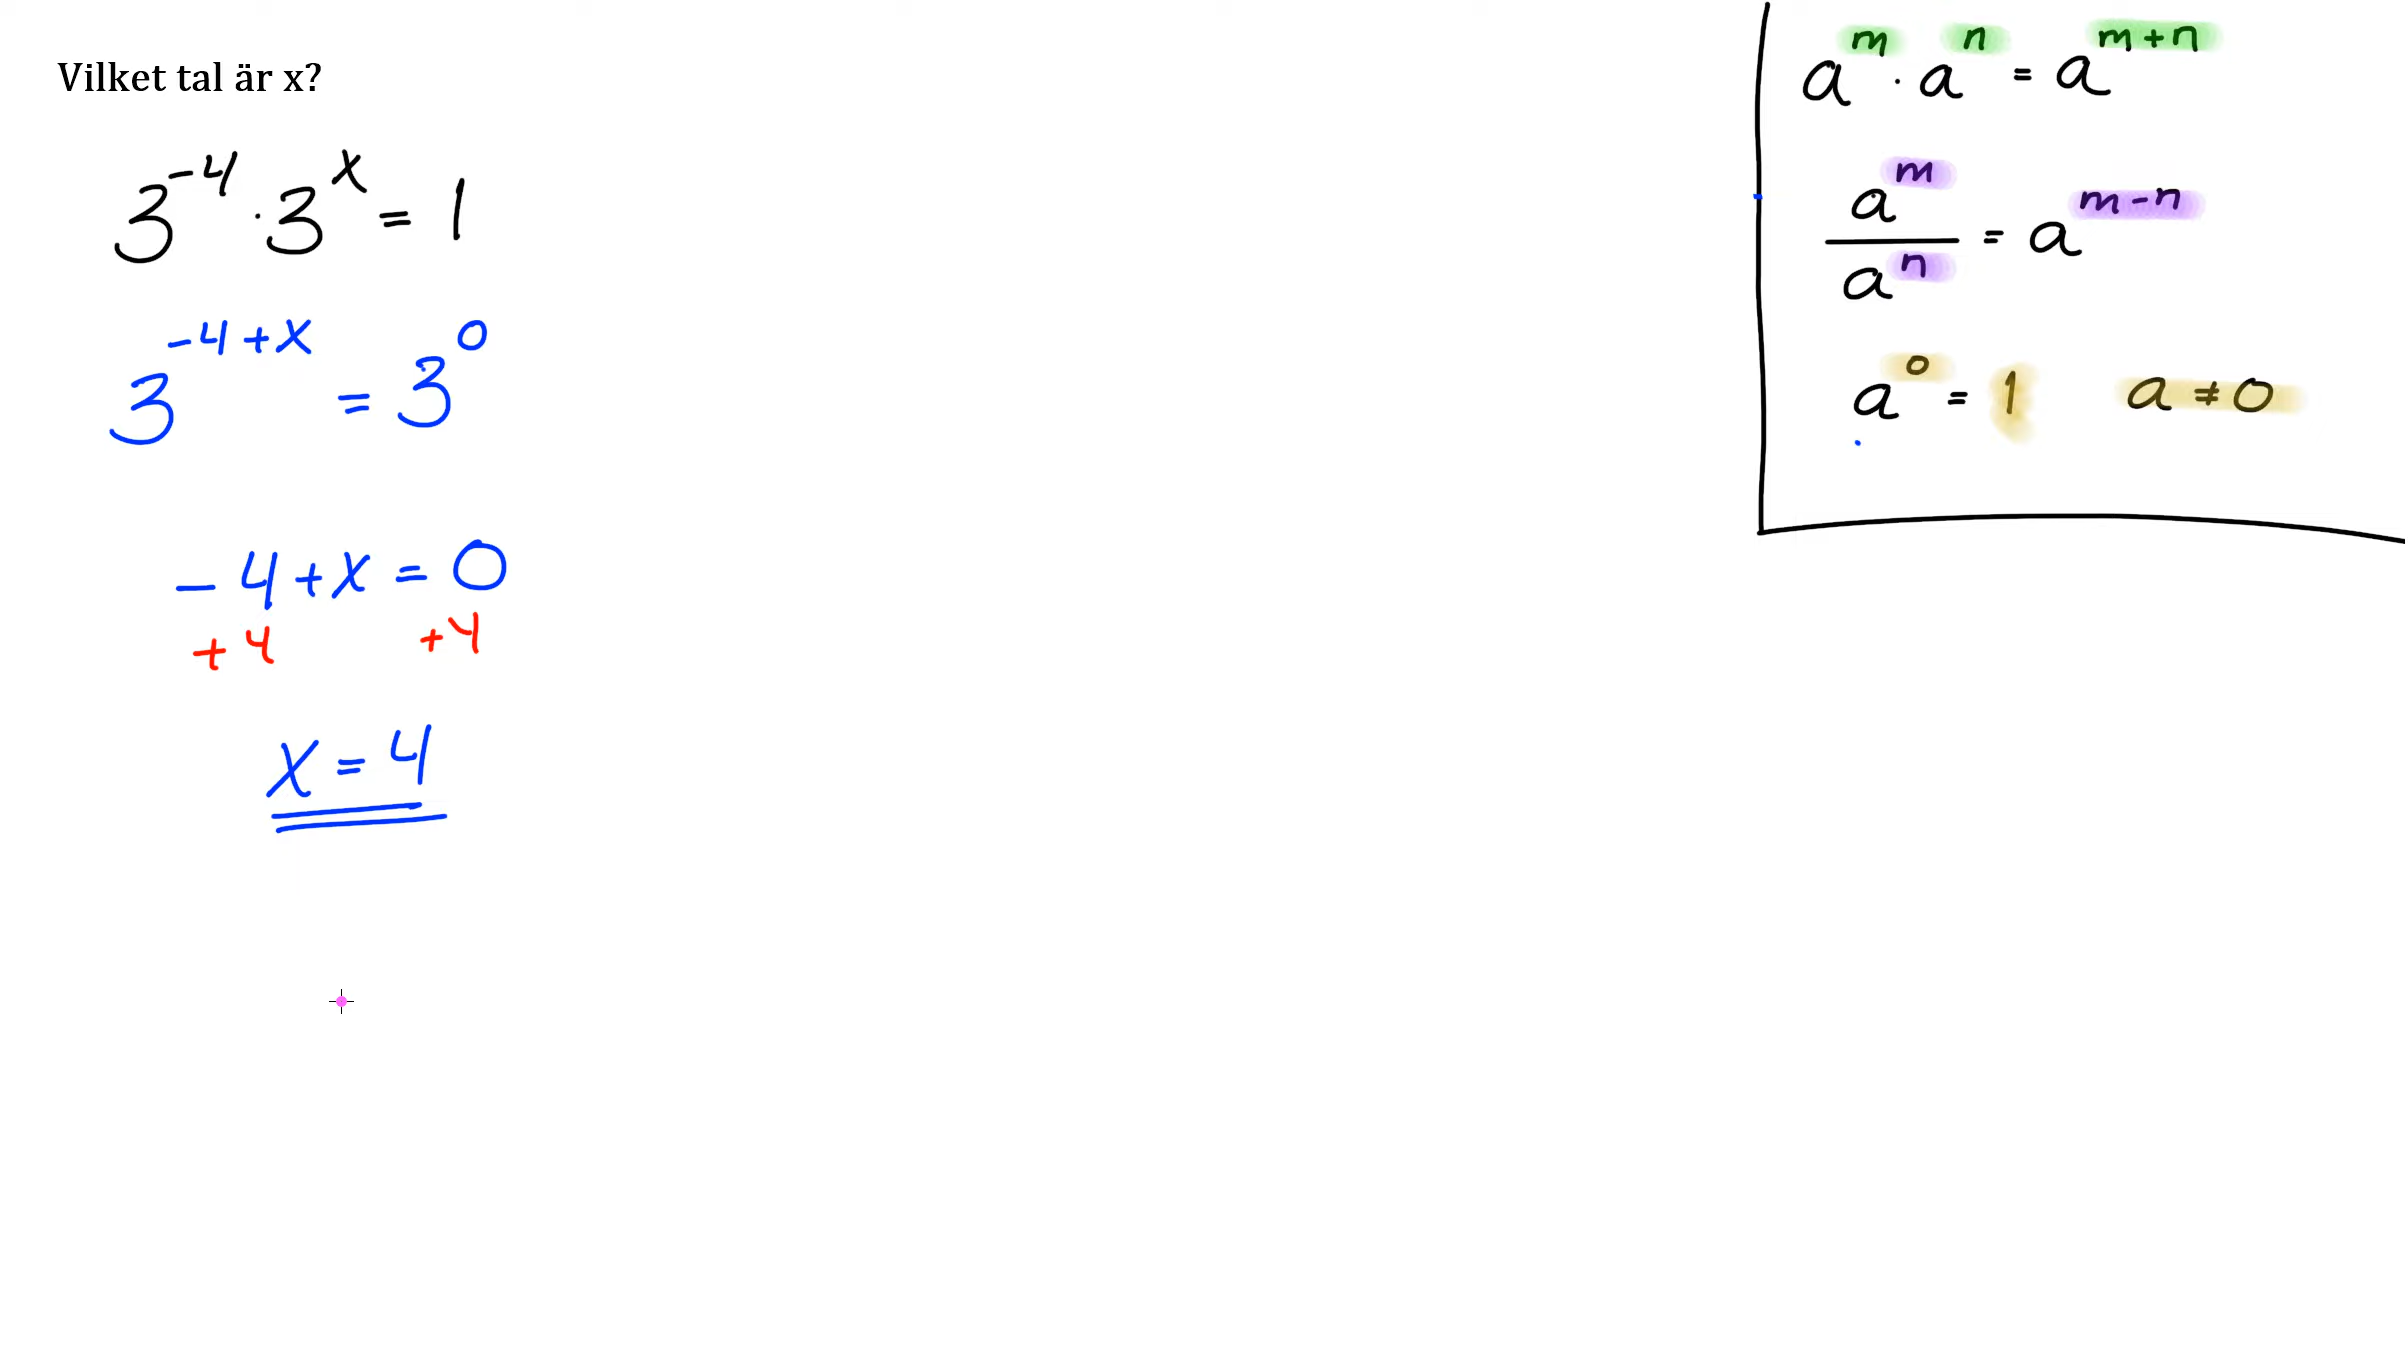 Vilket tal är x?
3^-4 · 3^x = 1
3^-4+x = 3^0
-4+x = 0
+4 +4
x = 4
a^m · a^n = a^m+n
a^m / a^n = a^m-n
a^0 = 1 a ≠ 0